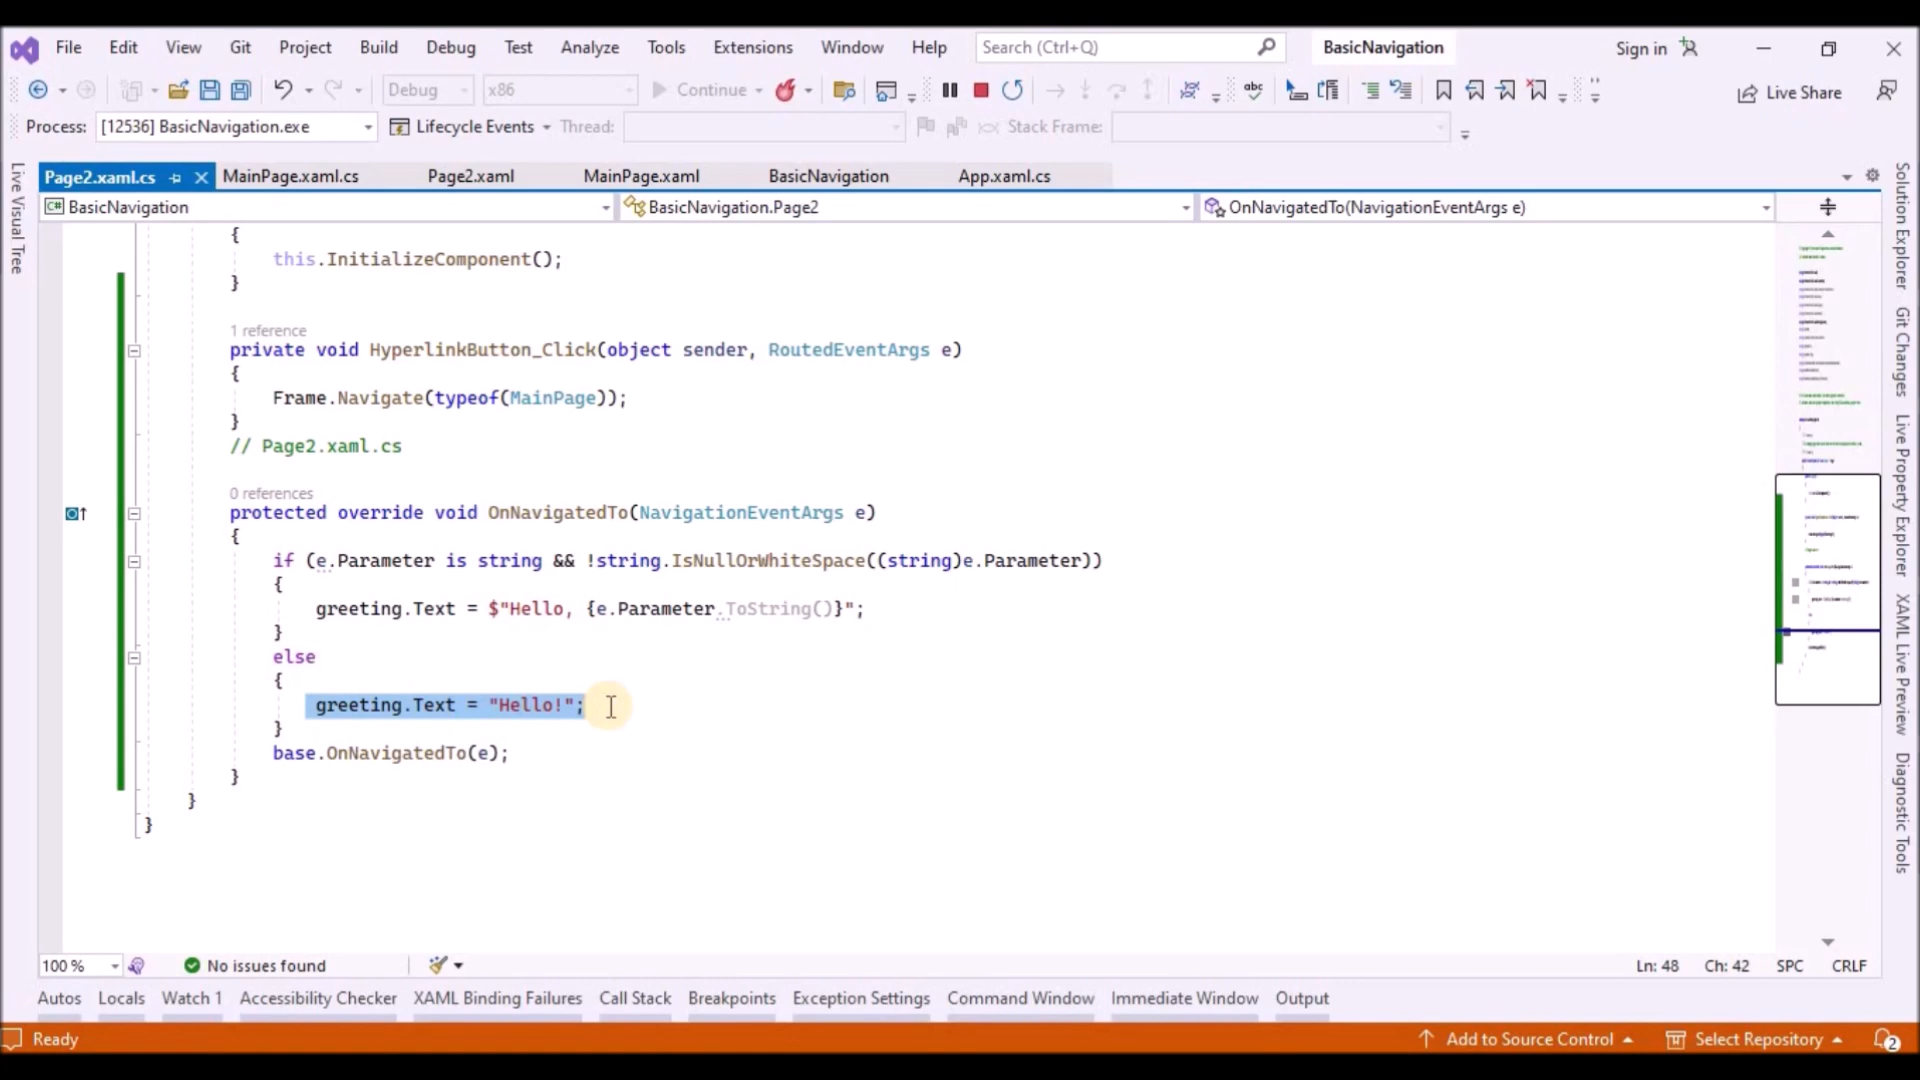 File Edit View Git Project Build Debug Test Analyze Tools Extensions Window Help Search (Ctrl+Q) BasicNavigation Sign in
Debug x86 Continue Live Share
Process: [12536] BasicNavigation.exe Lifecycle Events Thread: Stack Frame:
Page2.xaml.cs MainPage.xaml.cs Page2.xaml MainPage.xaml BasicNavigation App.xaml.cs
C# BasicNavigation BasicNavigation.Page2 OnNavigatedTo(NavigationEventArgs e)
{
this.InitializeComponent();
}
1 reference
private void HyperlinkButton_Click(object sender, RoutedEventArgs e)
{
Frame.Navigate(typeof(MainPage));
}
// Page2.xaml.cs
0 references
protected override void OnNavigatedTo(NavigationEventArgs e)
{
if (e.Parameter is string && !string.IsNullOrWhiteSpace((string)e.Parameter))
{
greeting.Text = $"Hello, {e.Parameter.ToString()}";
}
else
{
greeting.Text = "Hello!";
}
base.OnNavigatedTo(e);
}
}
}
100 % No issues found Ln: 48 Ch: 42 SPC CRLF
Autos Locals Watch 1 Accessibility Checker XAML Binding Failures Call Stack Breakpoints Exception Settings Command Window Immediate Window Output
Ready Add to Source Control Select Repository 2
Live Visual Tree
Solution Explorer
Git Changes
Live Property Explorer
XAML Live Preview
Diagnostic Tools